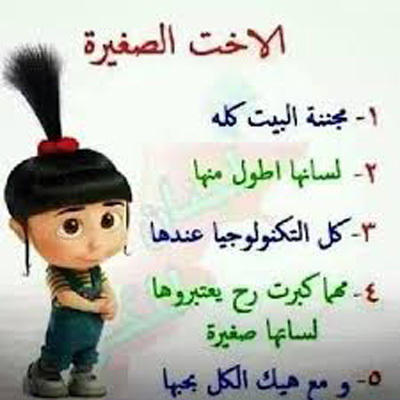 الاخت الصغيرة
١- مجننة البيت كله
٢- لسانها اطول منها
٣- كل التكنولوجيا عندها
٤- مهما كبرت رح يعتبروها
لساتها صغيرة
٥- و مع هيك الكل بحبها